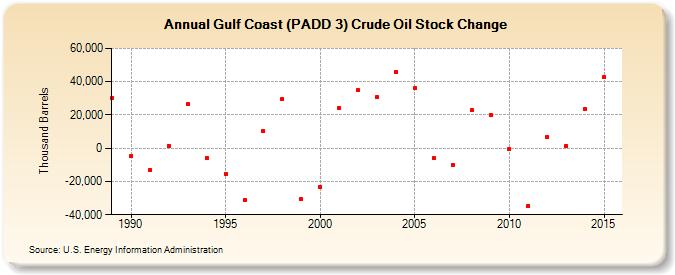 Annual Gulf Coast (PADD 3) Crude Oil Stock Change
Thousand Barrels
60,000
40,000
20,000
0
-20,000
-40,000
1990 1995 2000 2005 2010 2015
Source: U.S. Energy Information Administration